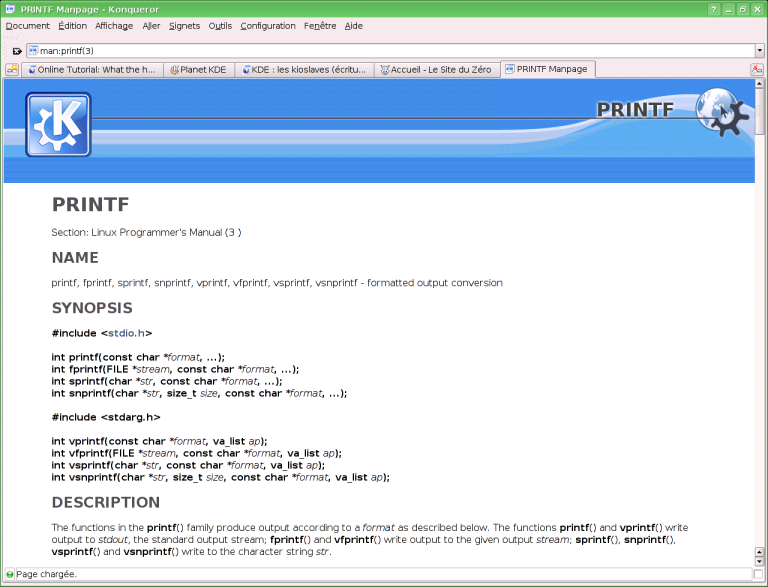 PRINTF Manpage - Konqueror
Document Édition Affichage Aller Signets Outils Configuration Fenêtre Aide
man:printf(3)
Online Tutorial: What the h... Planet KDE KDE : les kioslaves (écritu... Accueil - Le Site du Zéro PRINTF Manpage
K PRINTF
PRINTF
Section: Linux Programmer's Manual (3 )
NAME
printf, fprintf, sprintf, snprintf, vprintf, vfprintf, vsprintf, vsnprintf - formatted output conversion
SYNOPSIS
#include <stdio.h>
int printf(const char *format, ...);
int fprintf(FILE *stream, const char *format, ...);
int sprintf(char *str, const char *format, ...);
int snprintf(char *str, size_t size, const char *format, ...);
#include <stdarg.h>
int vprintf(const char *format, va_list ap);
int vfprintf(FILE *stream, const char *format, va_list ap);
int vsprintf(char *str, const char *format, va_list ap);
int vsnprintf(char *str, size_t size, const char *format, va_list ap);
DESCRIPTION
The functions in the printf() family produce output according to a format as described below. The functions printf() and vprintf() write
output to stdout, the standard output stream; fprintf() and vfprintf() write output to the given output stream; sprintf(), snprintf(),
vsprintf() and vsnprintf() write to the character string str.
Page chargée.